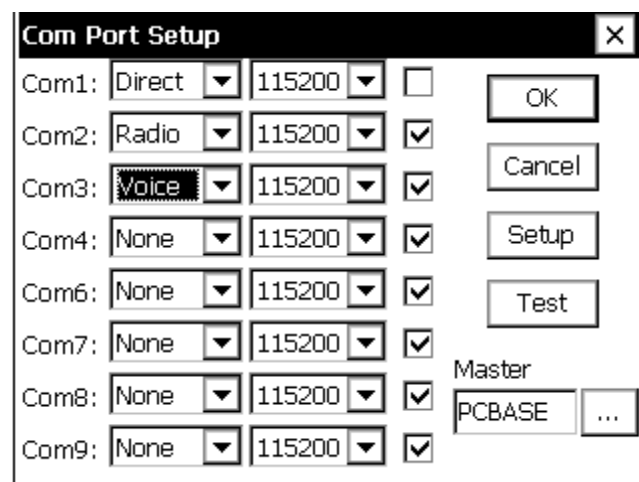 Com Port Setup
Com1: Direct 115200
OK
Com2: Radio 115200
Cancel
Com3: Voice 115200
Com4: None 115200
Setup
Com6: None 115200
Test
Com7: None 115200
Master
Com8: None 115200
PCBASE ...
Com9: None 115200